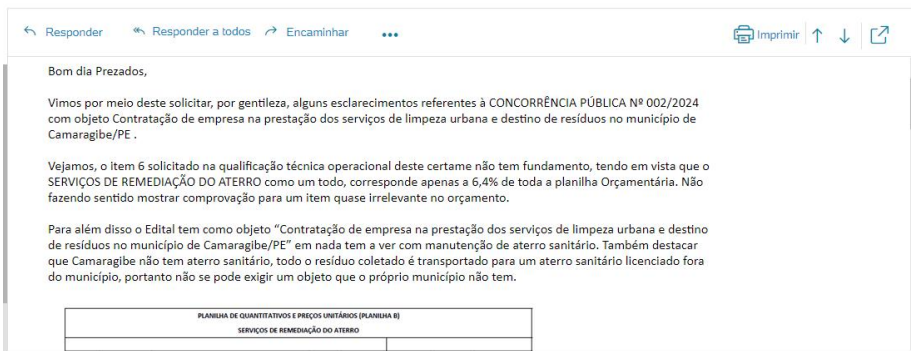 Responder Responder a todos Encaminhar ••• Imprimir
Bom dia Prezados,
Vimos por meio deste solicitar, por gentileza, alguns esclarecimentos referentes à CONCORRÊNCIA PÚBLICA Nº 002/2024
com objeto Contratação de empresa na prestação dos serviços de limpeza urbana e destino de resíduos no município de
Camaragibe/PE .
Vejamos, o item 6 solicitado na qualificação técnica operacional deste certame não tem fundamento, tendo em vista que o
SERVIÇOS DE REMEDIAÇÃO DO ATERRO como um todo, corresponde apenas a 6,4% de toda a planilha Orçamentária. Não
fazendo sentido mostrar comprovação para um item quase irrelevante no orçamento.
Para além disso o Edital tem como objeto “Contratação de empresa na prestação dos serviços de limpeza urbana e destino
de resíduos no município de Camaragibe/PE” em nada tem a ver com manutenção de aterro sanitário. Também destacar
que Camaragibe não tem aterro sanitário, todo o resíduo coletado é transportado para um aterro sanitário licenciado fora
do município, portanto não se pode exigir um objeto que o próprio município não tem.
PLANILHA DE QUANTITATIVOS E PREÇOS UNITÁRIOS (PLANILHA B)
SERVIÇOS DE REMEDIAÇÃO DO ATERRO